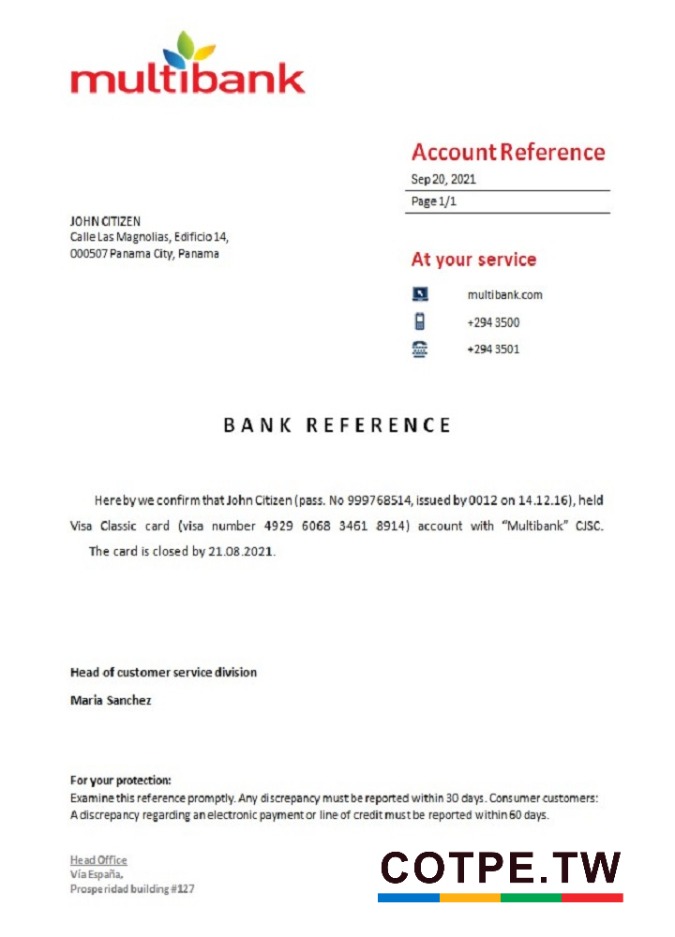 multibank
Account Reference
Sep 20, 2021
Page 1/1
JOHN CITIZEN
Calle Las Magnolias, Edificio 14,
000507 Panama City, Panama
At your service
multibank.com
+294 3500
+294 3501
BANK REFERENCE
Hereby we confirm that John Citizen (pass. No 999768514, issued by 0012 on 14.12.16), held
Visa Classic card (visa number 4929 6068 3461 8914) account with "Multibank" CJSC.
The card is closed by 21.08.2021.
Head of customer service division
Maria Sanchez
For your protection:
Examine this reference promptly. Any discrepancy must be reported within 30 days. Consumer customers:
A discrepancy regarding an electronic payment or line of credit must be reported within 60 days.
Head Office
Vía España,
Prosperidad building #127
COTPE.TW